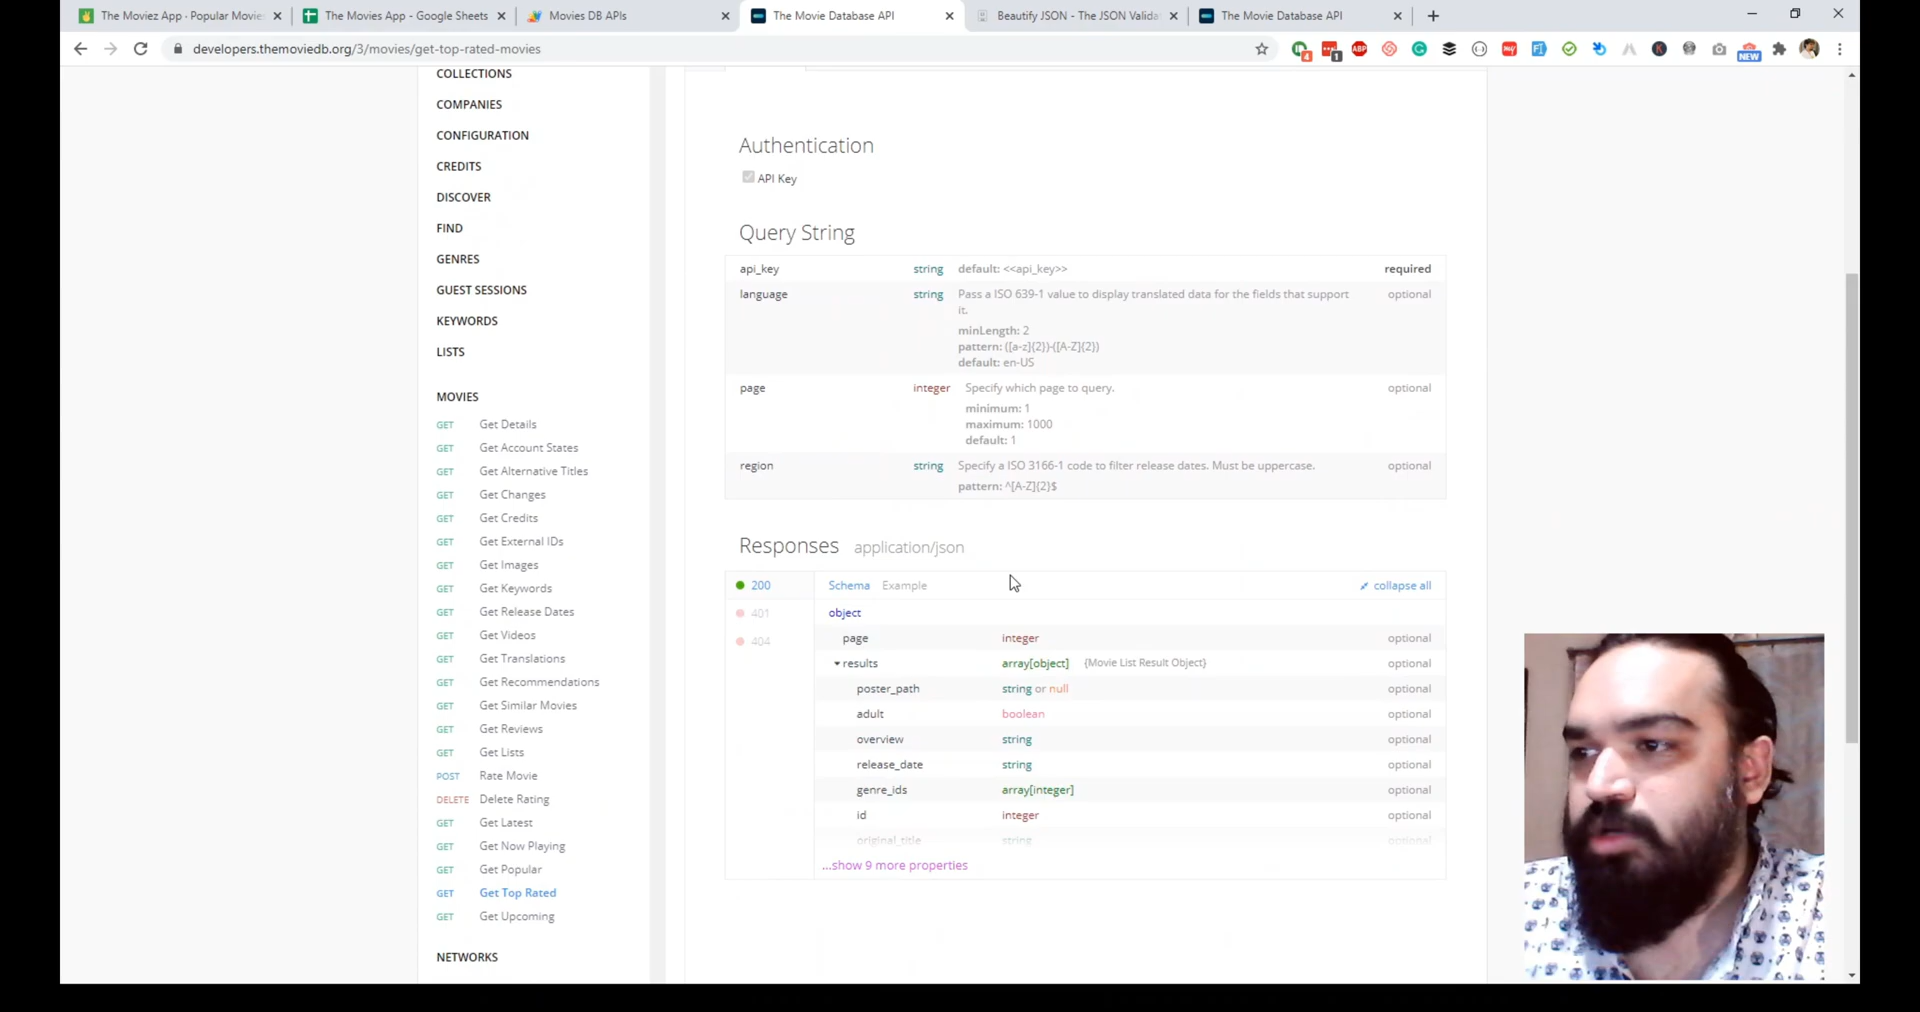 The Moviez App · Popular Movie
The Movies App - Google Sheets
Movies DB APIs
The Movie Database API
Beautify JSON - The JSON Valida
The Movie Database API
developers.themoviedb.org/3/movies/get-top-rated-movies
4
1
ABP
NEW
COLLECTIONS
COMPANIES
CONFIGURATION
CREDITS
DISCOVER
FIND
GENRES
GUEST SESSIONS
KEYWORDS
LISTS
MOVIES
GET Get Details
GET Get Account States
GET Get Alternative Titles
GET Get Changes
GET Get Credits
GET Get External IDs
GET Get Images
GET Get Keywords
GET Get Release Dates
GET Get Videos
GET Get Translations
GET Get Recommendations
GET Get Similar Movies
GET Get Reviews
GET Get Lists
POST Rate Movie
DELETE Delete Rating
GET Get Latest
GET Get Now Playing
GET Get Popular
GET Get Top Rated
GET Get Upcoming
NETWORKS
Authentication
API Key
Query String
api_key string default: <<api_key>> required
language string Pass a ISO 639-1 value to display translated data for the fields that support optional
it.
minLength: 2
pattern: ([a-z]{2})-([A-Z]{2})
default: en-US
page integer Specify which page to query. optional
minimum: 1
maximum: 1000
default: 1
region string Specify a ISO 3166-1 code to filter release dates. Must be uppercase. optional
pattern: ^[A-Z]{2}$
Responses application/json
200 Schema Example collapse all
401 object
page integer optional
404
results array[object] {Movie List Result Object} optional
poster_path string or null optional
adult boolean optional
overview string optional
release_date string optional
genre_ids array[integer] optional
id integer optional
original_title string optional
...show 9 more properties